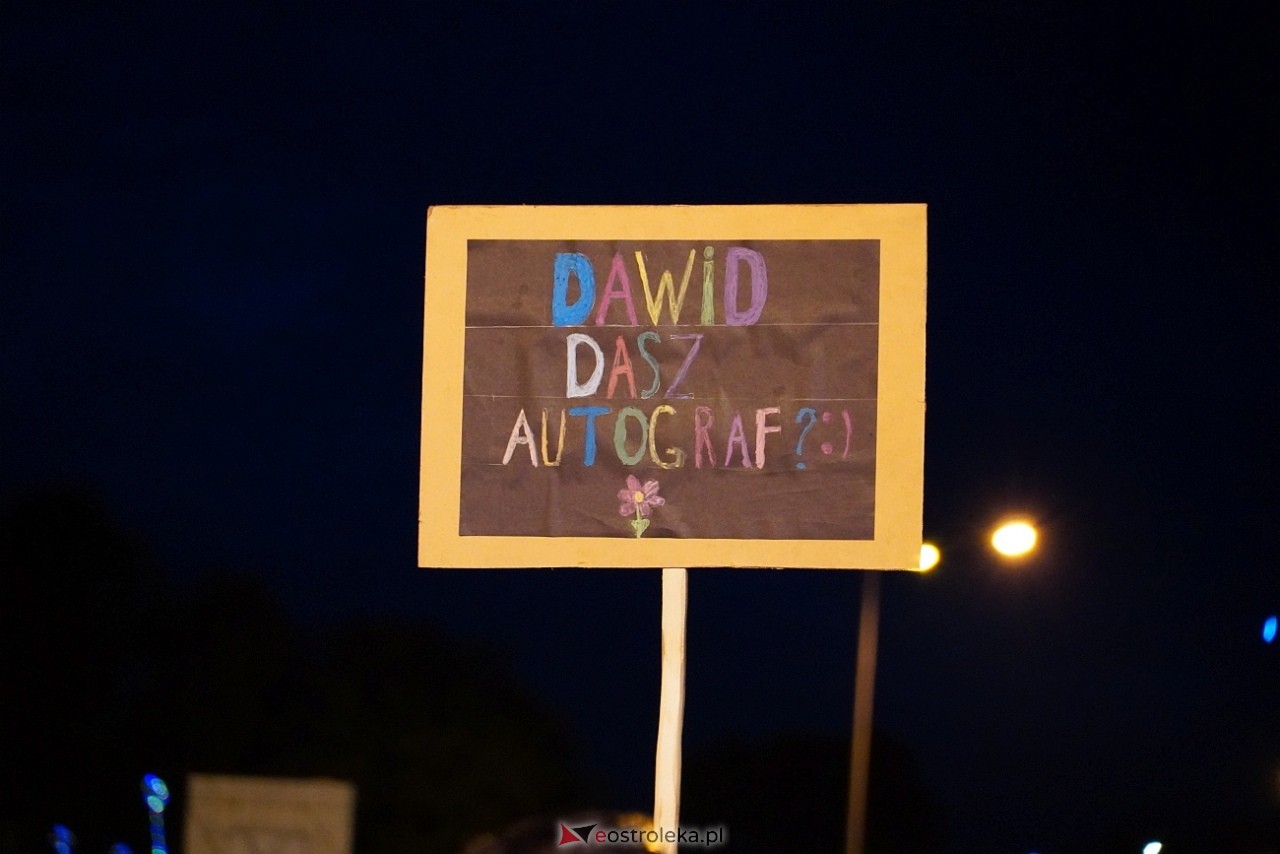 DAWiD
DASZ
AUTOGRAF?:)
eostroleka.pl